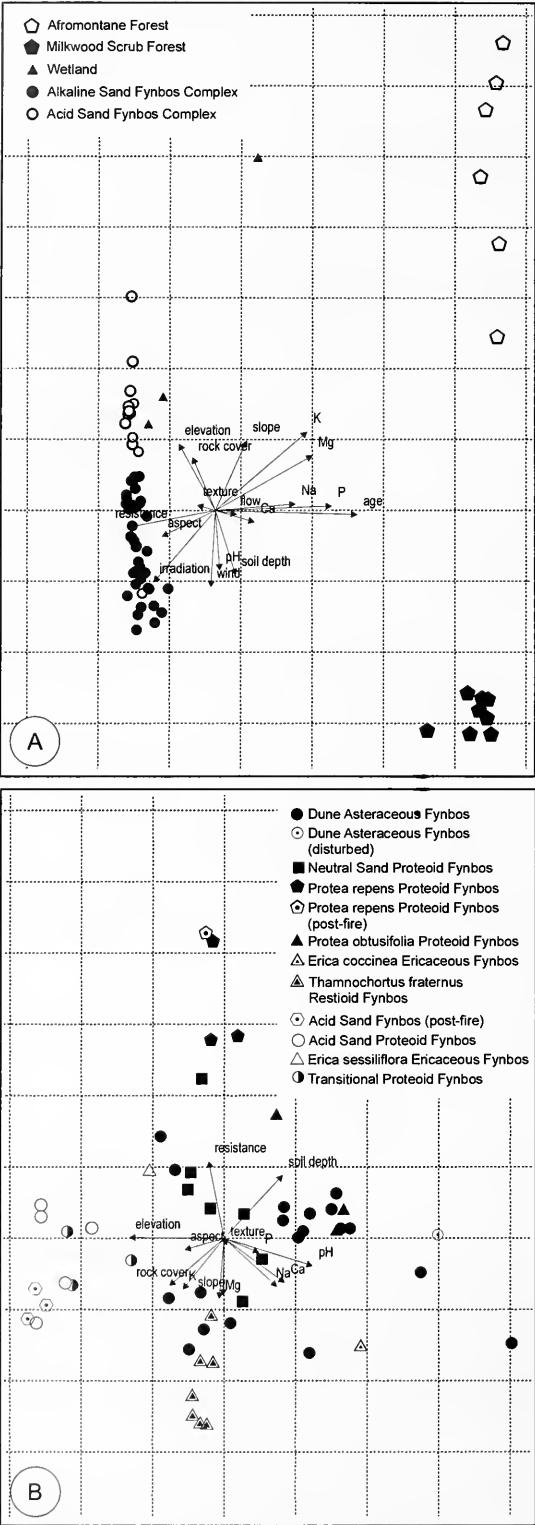 Afromontane Forest
Milkwood Scrub Forest
Wetland
Alkaline Sand Fynbos Complex
Acid Sand Fynbos Complex
K
elevation
slope
rock cover
Mg
texture
Na
P
age
flow
Ca
resistance
aspect
pH
soil depth
irradiation
wind
A
Dune Asteraceous Fynbos
Dune Asteraceous Fynbos
(disturbed)
Neutral Sand Proteoid Fynbos
Protea repens Proteoid Fynbos
Protea repens Proteoid Fynbos
(post-fire)
Protea obtusifolia Proteoid Fynbos
Erica coccinea Ericaceous Fynbos
Thamnochortus fraternus
Restioid Fynbos
Acid Sand Fynbos (post-fire)
Acid Sand Proteoid Fynbos
Erica sessiliflora Ericaceous Fynbos
Transitional Proteoid Fynbos
resistance
soil depth
elevation
aspect
texture
P
pH
rock cover
K
slope
Mg
Na
Ca
B